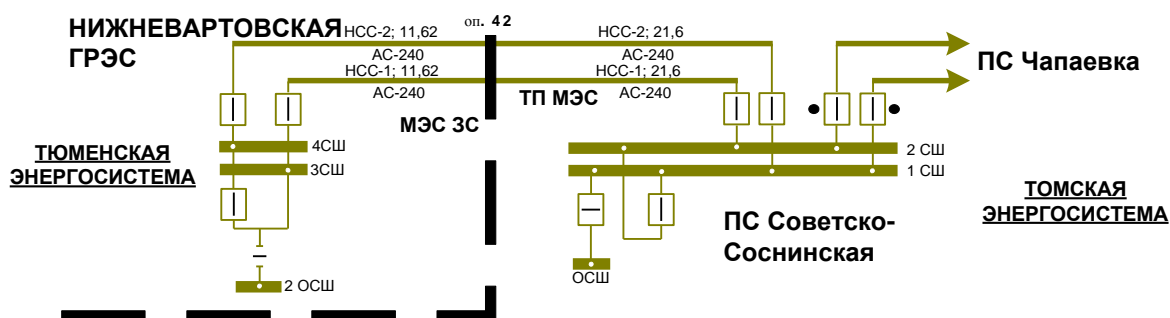 оп. 42
НИЖНЕВАРТОВСКАЯ
ГРЭС
НСС-2; 11,62
АС-240
НСС-1; 11,62
АС-240
НСС-2; 21,6
АС-240
НСС-1; 21,6
АС-240
ПС Чапаевка
ТП МЭС
МЭС ЗС
ТЮМЕНСКАЯ
ЭНЕРГОСИСТЕМА
4СШ
3СШ
2 ОСШ
2 СШ
1 СШ
ОСШ
ПС Советско-
Соснинская
ТОМСКАЯ
ЭНЕРГОСИСТЕМА